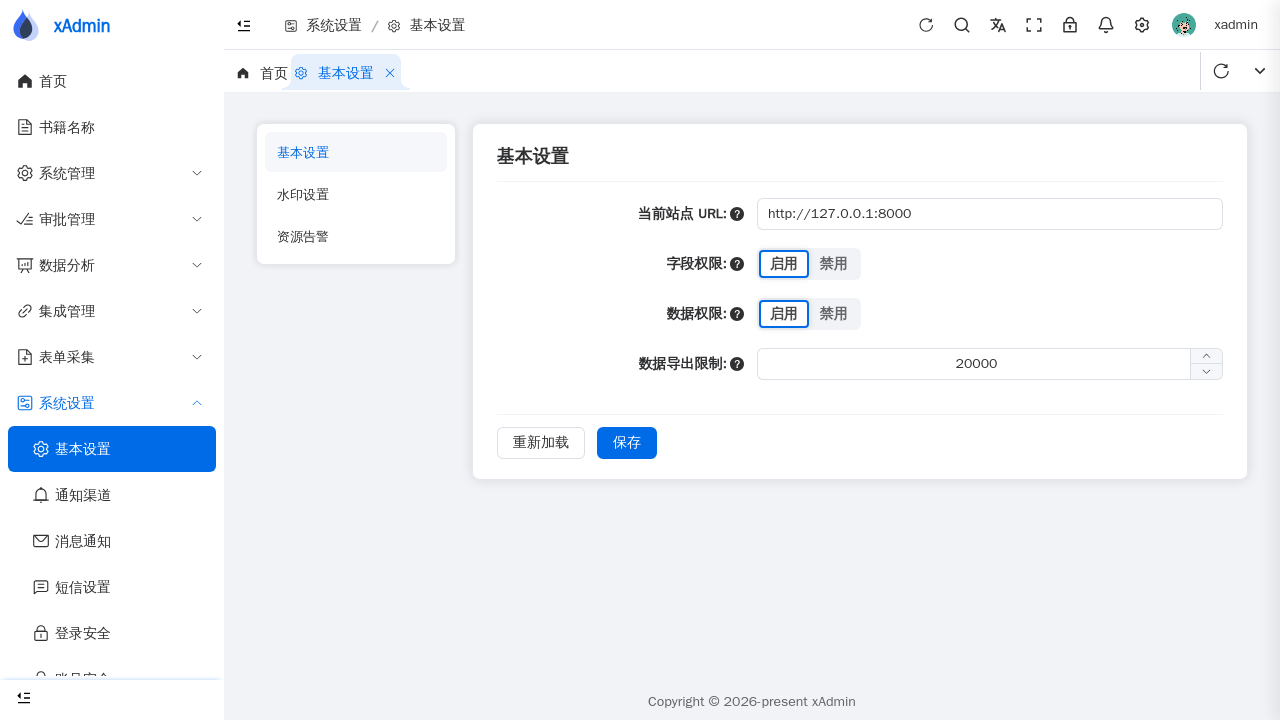 xAdmin
系统设置 / 基本设置
xadmin
首页
基本设置
首页
书籍名称
系统管理
审批管理
数据分析
集成管理
表单采集
系统设置
基本设置
通知渠道
消息通知
短信设置
登录安全
账号安全
基本设置
水印设置
资源告警
基本设置
当前站点 URL: http://127.0.0.1:8000
字段权限: 启用 禁用
数据权限: 启用 禁用
数据导出限制: 20000
重新加载 保存
Copyright © 2026-present xAdmin